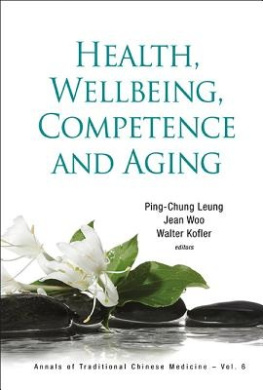 HEALTH,
WELLBEING,
COMPETENCE
AND AGING
Ping-Chung Leung
Jean Woo
Walter Kofler
editors
Annals of Traditional Chinese Medicine – Vol. 6